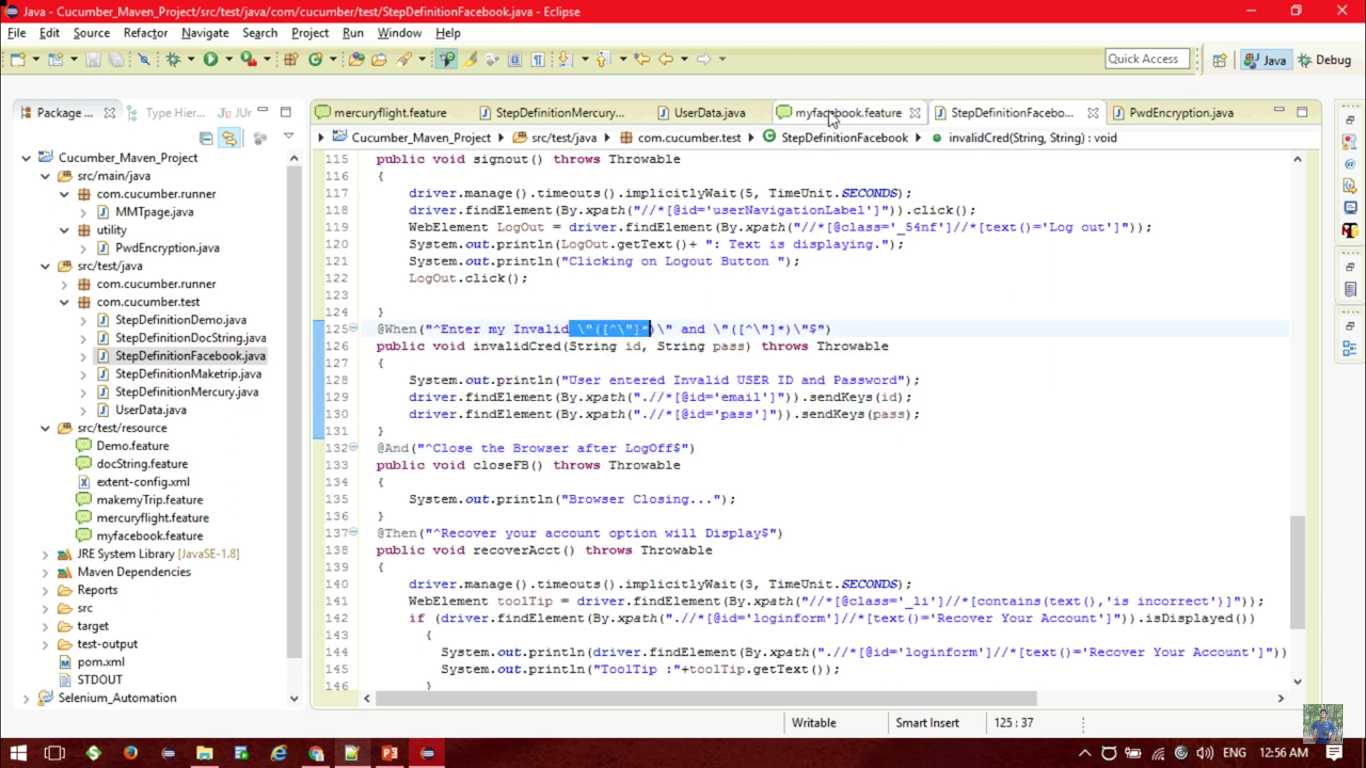 Java - Cucumber_Maven_Project/src/test/java/com/cucumber/test/StepDefinitionFacebook.java - Eclipse
File Edit Source Refactor Navigate Search Project Run Window Help
Quick Access Java Debug
Package ... Type Hier... JUr
mercuryflight.feature StepDefinitionMercury... UserData.java myfacebook.feature StepDefinitionFacebo... PwdEncryption.java
Cucumber_Maven_Project src/test/java com.cucumber.test StepDefinitionFacebook invalidCred(String, String) : void
Cucumber_Maven_Project
src/main/java
com.cucumber.runner
MMTpage.java
utility
PwdEncryption.java
src/test/java
com.cucumber.runner
com.cucumber.test
StepDefinitionDemo.java
StepDefinitionDocString.java
StepDefinitionFacebook.java
StepDefinitionMaketrip.java
StepDefinitionMercury.java
UserData.java
src/test/resource
Demo.feature
docString.feature
extent-config.xml
makemyTrip.feature
mercuryflight.feature
myfacebook.feature
JRE System Library [JavaSE-1.8]
Maven Dependencies
Reports
src
target
test-output
pom.xml
STDOUT
Selenium_Automation
115 public void signout() throws Throwable
116 {
117 driver.manage().timeouts().implicitlyWait(5, TimeUnit.SECONDS);
118 driver.findElement(By.xpath("//*[@id='userNavigationLabel']")).click();
119 WebElement LogOut = driver.findElement(By.xpath("//*[@class='_54nf']//*[text()='Log out']"));
120 System.out.println(LogOut.getText()+ ": Text is displaying.");
121 System.out.println("Clicking on Logout Button ");
122 LogOut.click();
123
124 }
125 @When("^Enter my Invalid \"([^\"]*)\" and \"([^\"]*)\"$")
126 public void invalidCred(String id, String pass) throws Throwable
127 {
128 System.out.println("User entered Invalid USER ID and Password");
129 driver.findElement(By.xpath(".//*[@id='email']")).sendKeys(id);
130 driver.findElement(By.xpath(".//*[@id='pass']")).sendKeys(pass);
131 }
132 @And("^Close the Browser after LogOff$")
133 public void closeFB() throws Throwable
134 {
135 System.out.println("Browser Closing...");
136 }
137 @Then("^Recover your account option will Display$")
138 public void recoverAcct() throws Throwable
139 {
140 driver.manage().timeouts().implicitlyWait(3, TimeUnit.SECONDS);
141 WebElement toolTip = driver.findElement(By.xpath("//*[@class='_li']//*[contains(text(),'is incorrect')]"));
142 if (driver.findElement(By.xpath(".//*[@id='loginform']//*[text()='Recover Your Account']")).isDisplayed())
143 {
144 System.out.println(driver.findElement(By.xpath(".//*[@id='loginform']//*[text()='Recover Your Account']"))
145 System.out.println("ToolTip :"+toolTip.getText());
146 }
Writable Smart Insert 125 : 37
ENG 12:56 AM